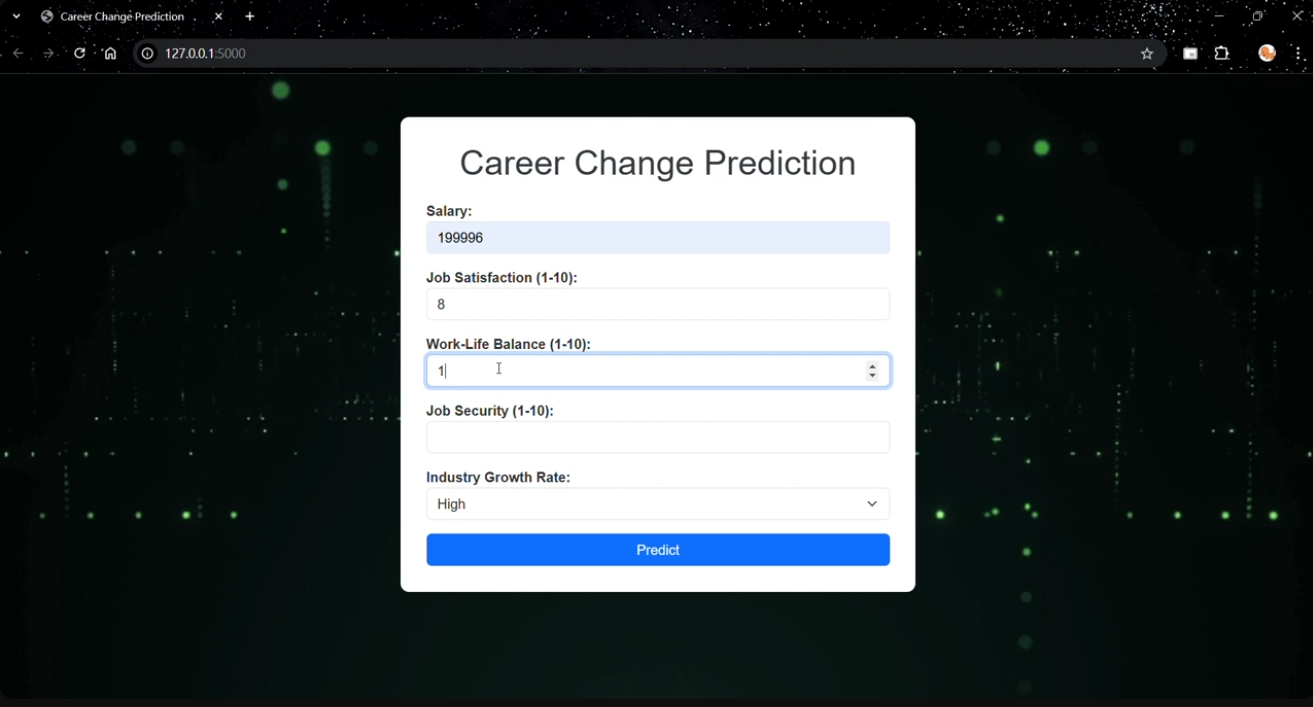 Career Change Prediction
127.0.0.1:5000
Career Change Prediction
Salary:
199996
Job Satisfaction (1-10):
8
Work-Life Balance (1-10):
1
Job Security (1-10):
Industry Growth Rate:
High
Predict